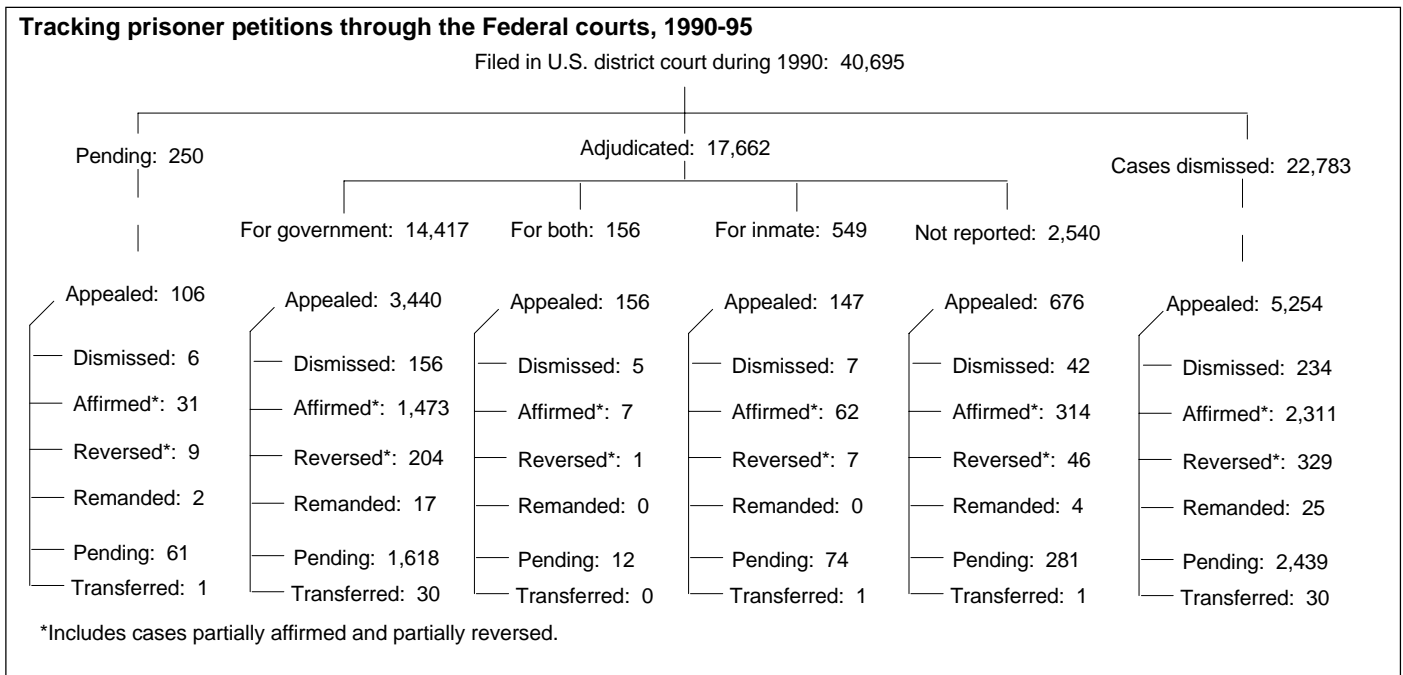 Tracking prisoner petitions through the Federal courts, 1990-95
Filed in U.S. district court during 1990: 40,695
Pending: 250
Adjudicated: 17,662
Cases dismissed: 22,783
For government: 14,417
For both: 156
For inmate: 549
Not reported: 2,540
Appealed: 106
Dismissed: 6
Affirmed*: 31
Reversed*: 9
Remanded: 2
Pending: 61
Transferred: 1
Appealed: 3,440
Dismissed: 156
Affirmed*: 1,473
Reversed*: 204
Remanded: 17
Pending: 1,618
Transferred: 30
Appealed: 156
Dismissed: 5
Affirmed*: 7
Reversed*: 1
Remanded: 0
Pending: 12
Transferred: 0
Appealed: 147
Dismissed: 7
Affirmed*: 62
Reversed*: 7
Remanded: 0
Pending: 74
Transferred: 1
Appealed: 676
Dismissed: 42
Affirmed*: 314
Reversed*: 46
Remanded: 4
Pending: 281
Transferred: 1
Appealed: 5,254
Dismissed: 234
Affirmed*: 2,311
Reversed*: 329
Remanded: 25
Pending: 2,439
Transferred: 30
*Includes cases partially affirmed and partially reversed.